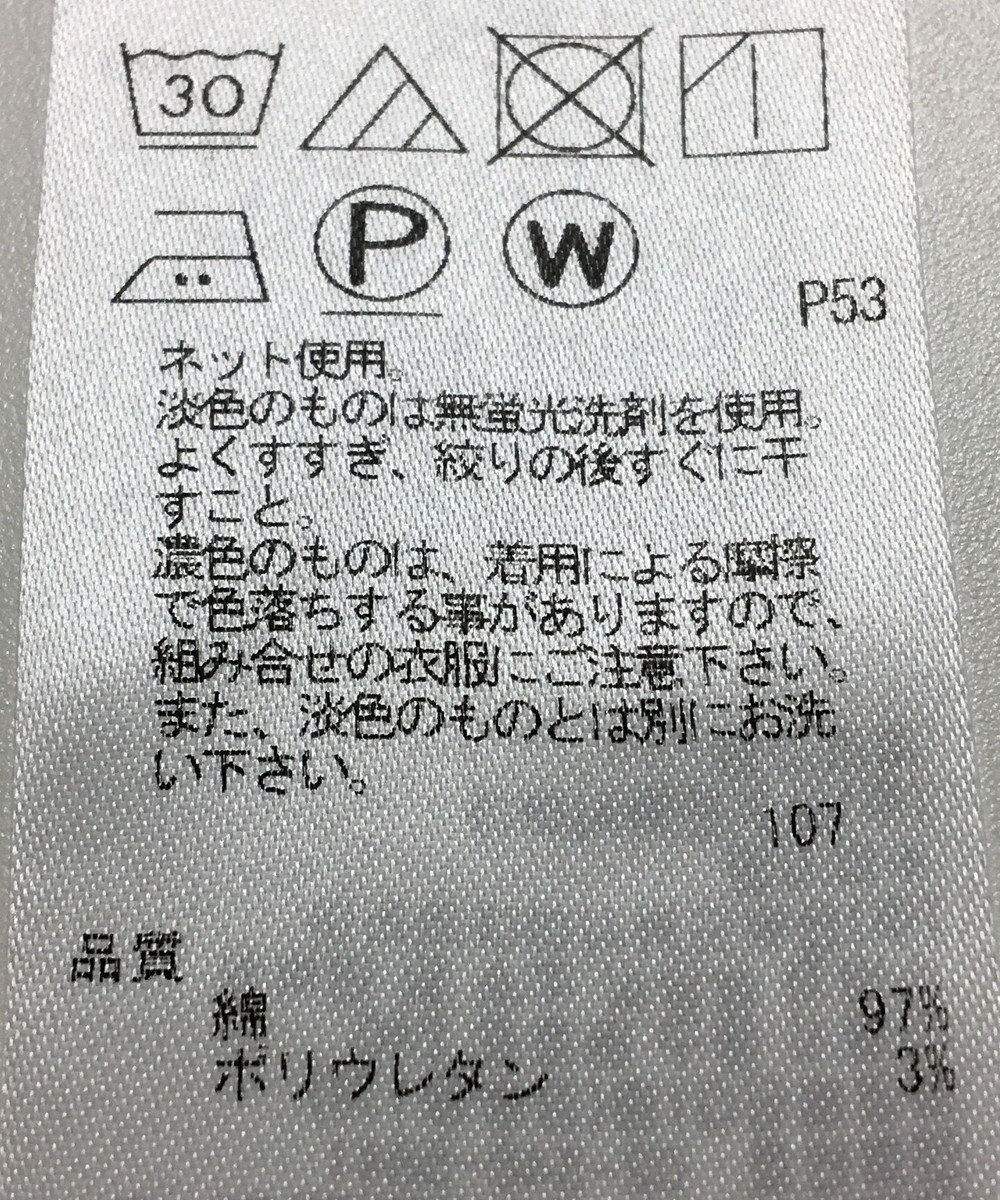 30
P W
P53
ネット使用。
淡色のものは無蛍光洗剤を使用。
よくすすぎ、絞りの後すぐに干
すこと。
濃色のものは、着用による摩擦
で色落ちする事がありますので、
組み合せの衣服にご注意下さい。
また、淡色のものとは別にお洗
い下さい。
107
品質
綿 97%
ポリウレタン 3%